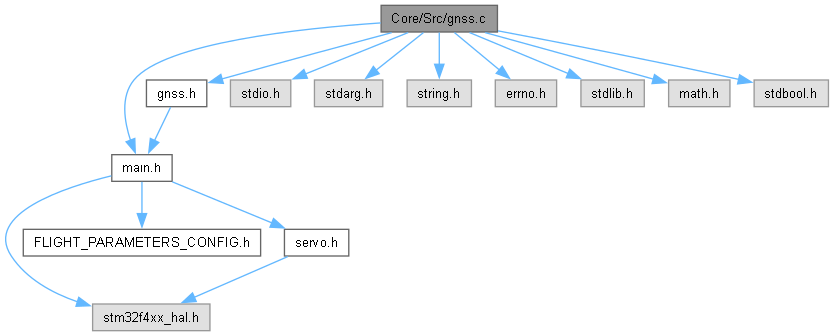 Core/Src/gnss.c
gnss.h
stdio.h
stdarg.h
string.h
errno.h
stdlib.h
math.h
stdbool.h
main.h
FLIGHT_PARAMETERS_CONFIG.h
servo.h
stm32f4xx_hal.h